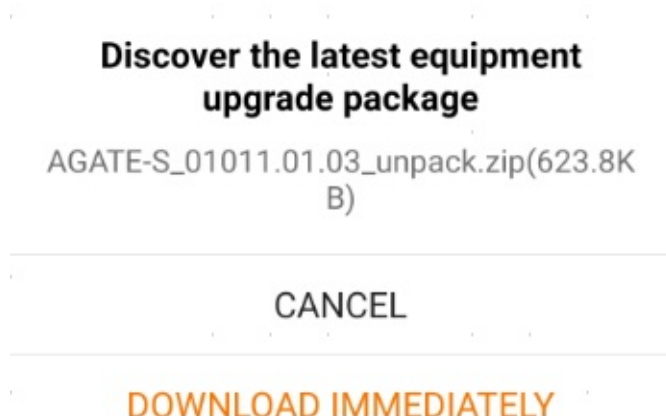 Discover the latest equipment
upgrade package
AGATE-S_01011.01.03_unpack.zip(623.8K
B)
CANCEL
DOWNLOAD IMMEDIATELY